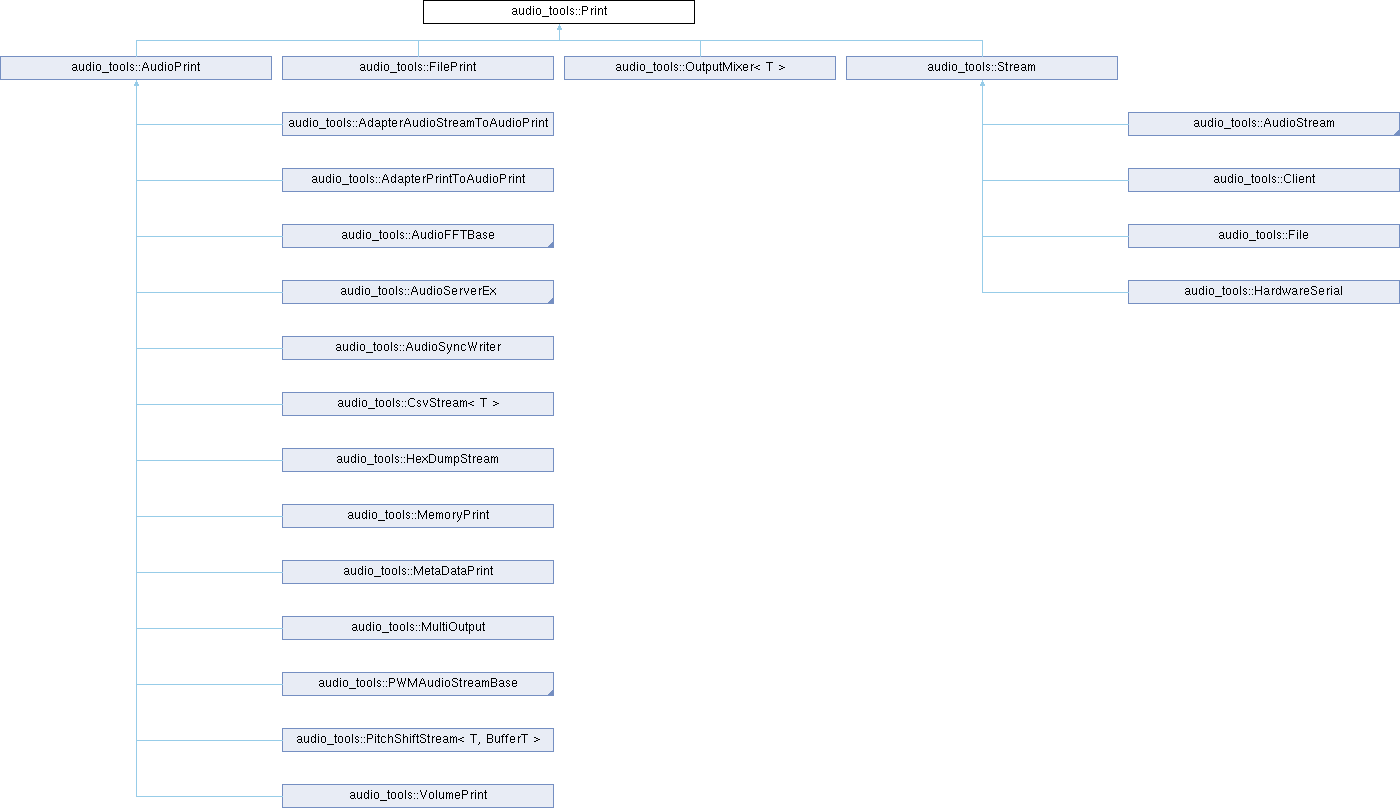 audio_tools::Print
audio_tools::AudioPrint
audio_tools::FilePrint
audio_tools::OutputMixer< T >
audio_tools::Stream
audio_tools::AdapterAudioStreamToAudioPrint
audio_tools::AudioStream
audio_tools::AdapterPrintToAudioPrint
audio_tools::Client
audio_tools::AudioFFTBase
audio_tools::File
audio_tools::AudioServerEx
audio_tools::HardwareSerial
audio_tools::AudioSyncWriter
audio_tools::CsvStream< T >
audio_tools::HexDumpStream
audio_tools::MemoryPrint
audio_tools::MetaDataPrint
audio_tools::MultiOutput
audio_tools::PWMAudioStreamBase
audio_tools::PitchShiftStream< T, BufferT >
audio_tools::VolumePrint